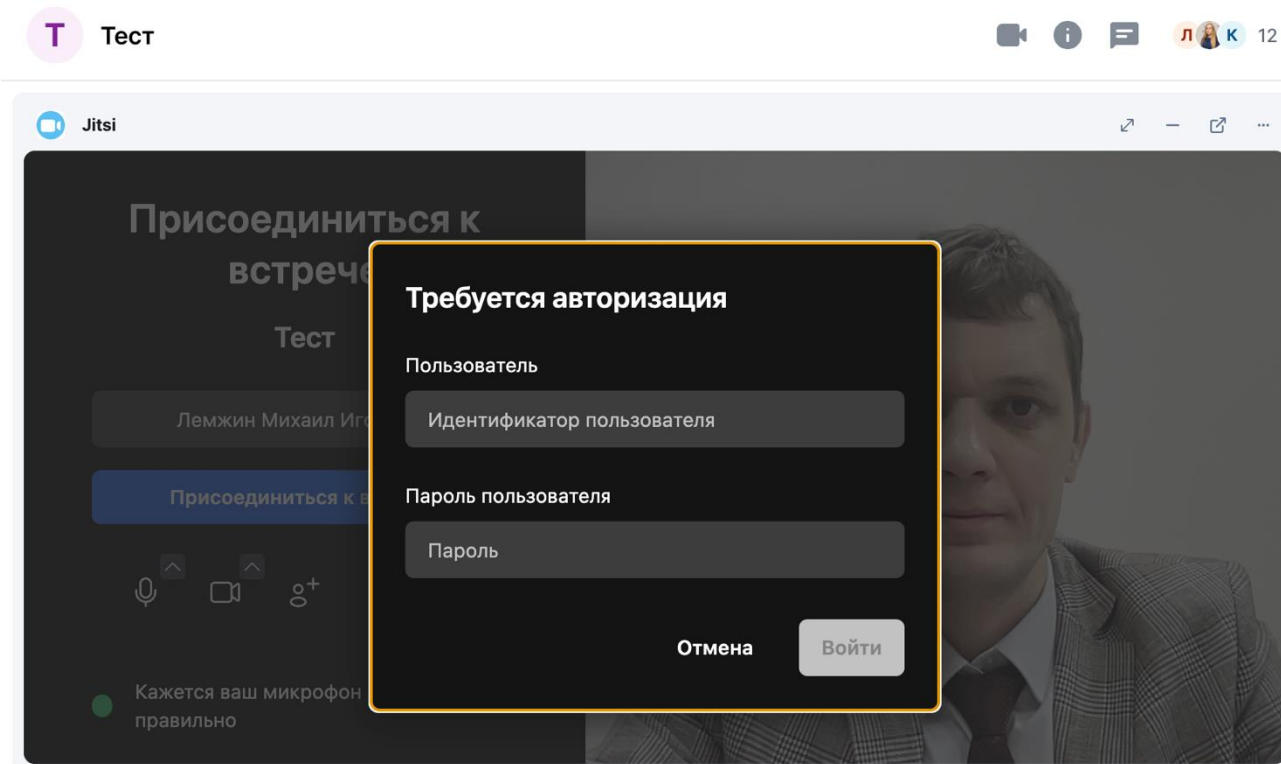 Т Тест Л К 12
Jitsi
Присоединиться к
встрече
Тест
Лемжин Михаил
Присоединиться к
Требуется авторизация
Пользователь
Идентификатор пользователя
Пароль пользователя
Пароль
Отмена Войти
Кажется ваш микрофон
правильно